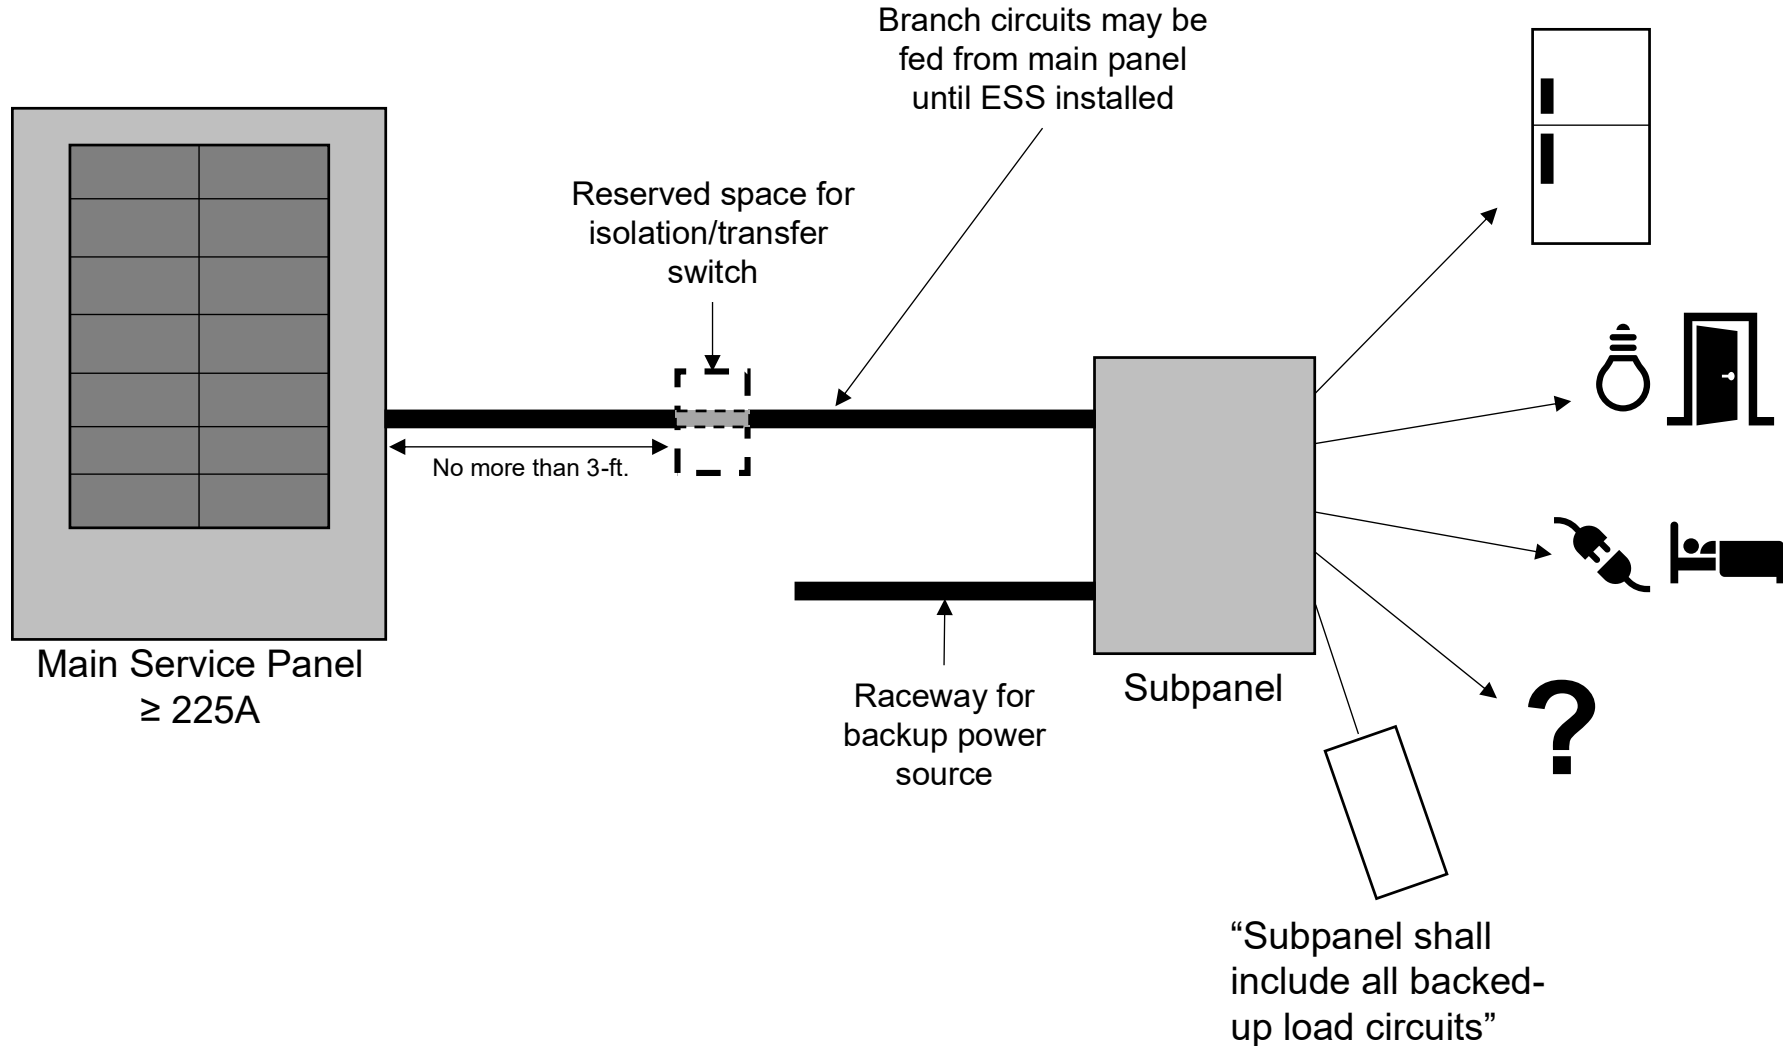 Branch circuits may be
fed from main panel
until ESS installed
Reserved space for
isolation/transfer
switch
No more than 3-ft.
Main Service Panel
≥ 225A
Raceway for
backup power
source
Subpanel
?
“Subpanel shall
include all backed-
up load circuits”